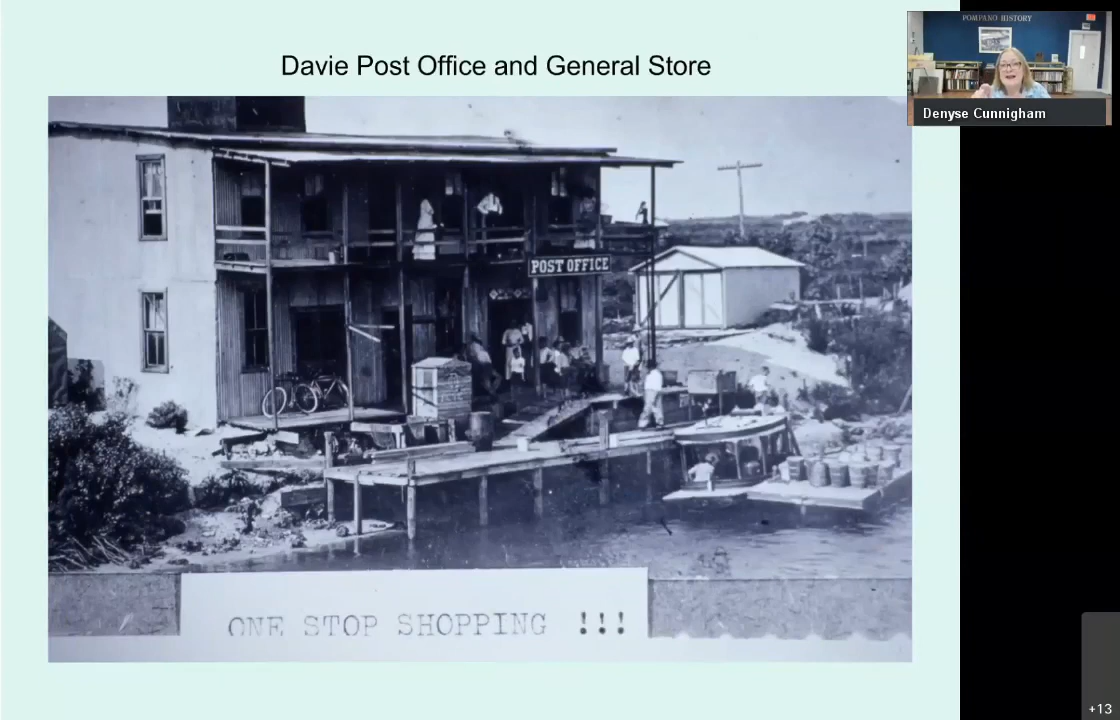 Davie Post Office and General Store
POMPANO HISTORY
Denyse Cunnigham
POST OFFICE
ONE STOP SHOPPING !!!
+13